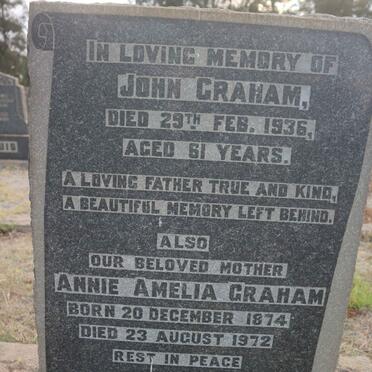 IN LOVING MEMORY OF
JOHN GRAHAM,
DIED 29TH FEB. 1936,
AGED 61 YEARS.
A LOVING FATHER TRUE AND KIND,
A BEAUTIFUL MEMORY LEFT BEHIND.
ALSO
OUR BELOVED MOTHER
ANNIE AMELIA GRAHAM
BORN 20 DECEMBER 1874
DIED 23 AUGUST 1972
REST IN PEACE